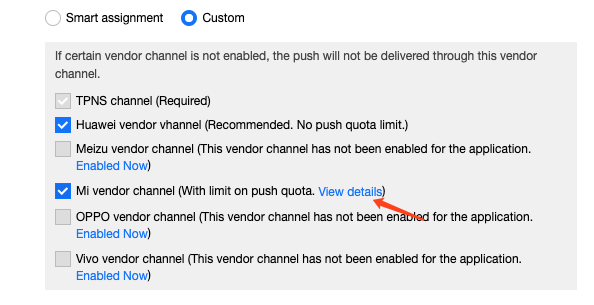 Smart assignment Custom
If certain vendor channel is not enabled, the push will not be delivered through this vendor
channel.
TPNS channel (Required)
Huawei vendor vhannel (Recommended. No push quota limit.)
Meizu vendor channel (This vendor channel has not been enabled for the application.
Enabled Now)
Mi vendor channel (With limit on push quota. View details)
OPPO vendor channel (This vendor channel has not been enabled for the application.
Enabled Now)
Vivo vendor channel (This vendor channel has not been enabled for the application.
Enabled Now)